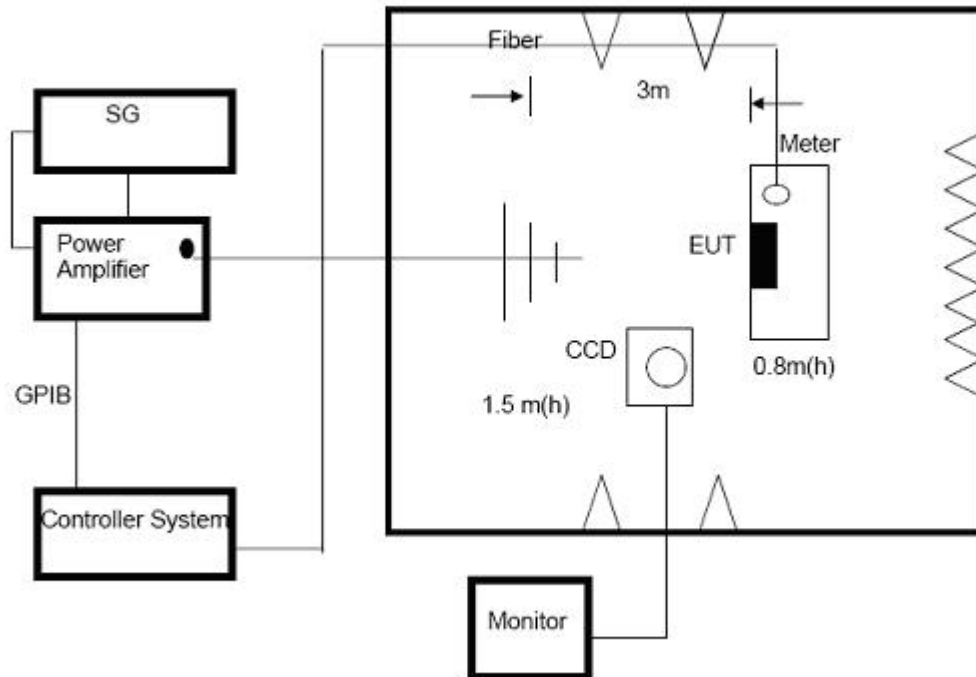 Fiber
3m
SG
Meter
Power
Amplifier
EUT
CCD
0.8m(h)
GPIB
1.5 m(h)
Controller System
Monitor